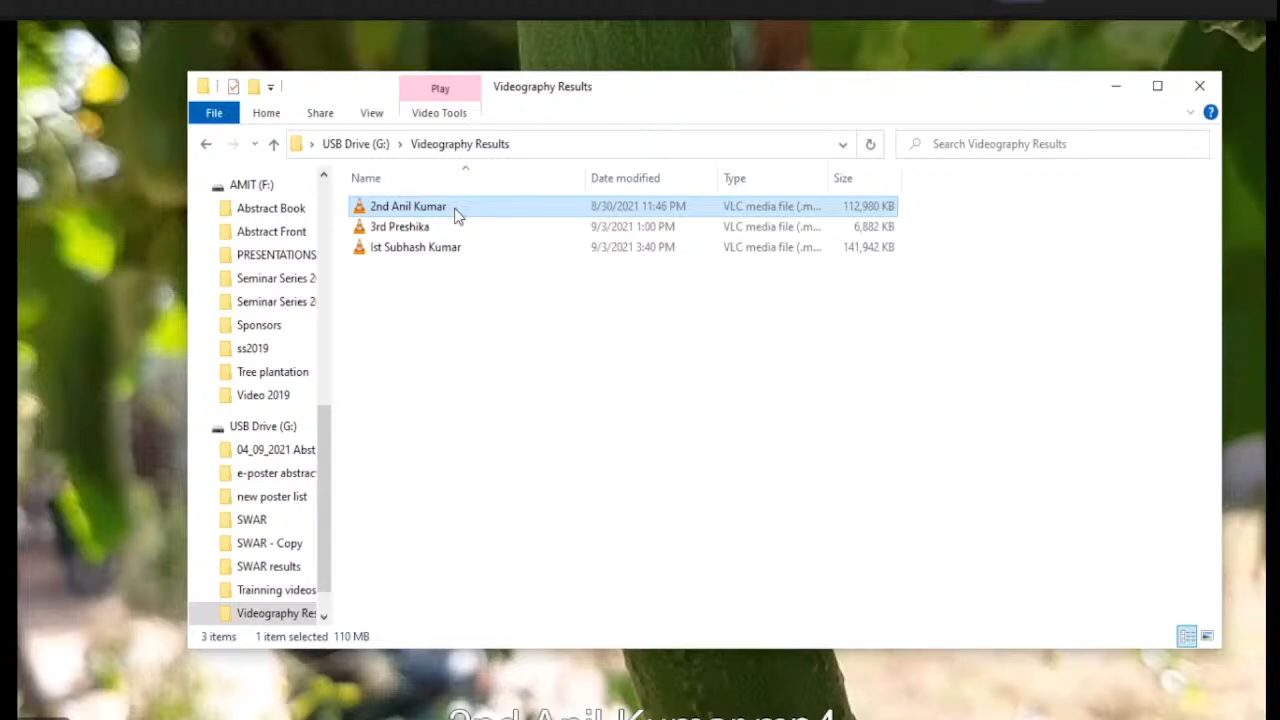 Play Videography Results
File Home Share View Video Tools
USB Drive (G:) Videography Results Search Videography Results
Name Date modified Type Size
2nd Anil Kumar 8/30/2021 11:46 PM VLC media file (.m... 112,980 KB
3rd Preshika 9/3/2021 1:00 PM VLC media file (.m... 6,882 KB
Ist Subhash Kumar 9/3/2021 3:40 PM VLC media file (.m... 141,942 KB
AMIT (F:)
Abstract Book
Abstract Front
PRESENTATIONS
Seminar Series 2
Seminar Series 2
Sponsors
ss2019
Tree plantation
Video 2019
USB Drive (G:)
04_09_2021 Abst
e-poster abstrac
new poster list
SWAR
SWAR - Copy
SWAR results
Trainning videos
Videography Res
3 items 1 item selected 110 MB
2nd Anil Kumar.mp4